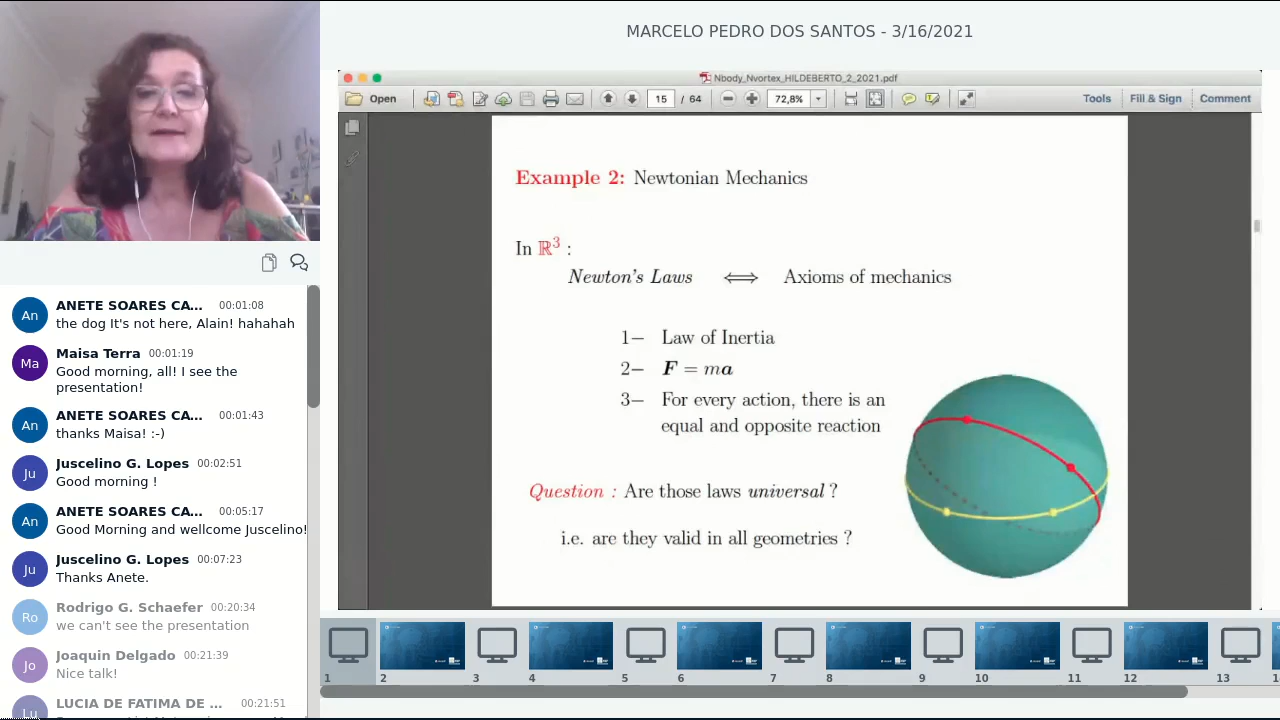 MARCELO PEDRO DOS SANTOS - 3/16/2021
Nbody_Nvortex_HILDEBERTO_2_2021.pdf
Open
15 / 64
72,8%
Tools
Fill & Sign
Comment
Example 2: Newtonian Mechanics
In ℝ³ :
Newton's Laws ⟺ Axioms of mechanics
1– Law of Inertia
2– F = ma
3– For every action, there is an
equal and opposite reaction
Question : Are those laws universal ?
i.e. are they valid in all geometries ?
An
ANETE SOARES CA... 00:01:08
the dog It's not here, Alain! hahahah
Ma
Maisa Terra 00:01:19
Good morning, all! I see the
presentation!
An
ANETE SOARES CA... 00:01:43
thanks Maisa! :-)
Ju
Juscelino G. Lopes 00:02:51
Good morning !
An
ANETE SOARES CA... 00:05:17
Good Morning and wellcome Juscelino!
Ju
Juscelino G. Lopes 00:07:23
Thanks Anete.
Ro
Rodrigo G. Schaefer 00:20:34
we can't see the presentation
Jo
Joaquin Delgado 00:21:39
Nice talk!
Lu
LUCIA DE FATIMA DE ... 00:21:51
1 2 3 4 5 6 7 8 9 10 11 12 13